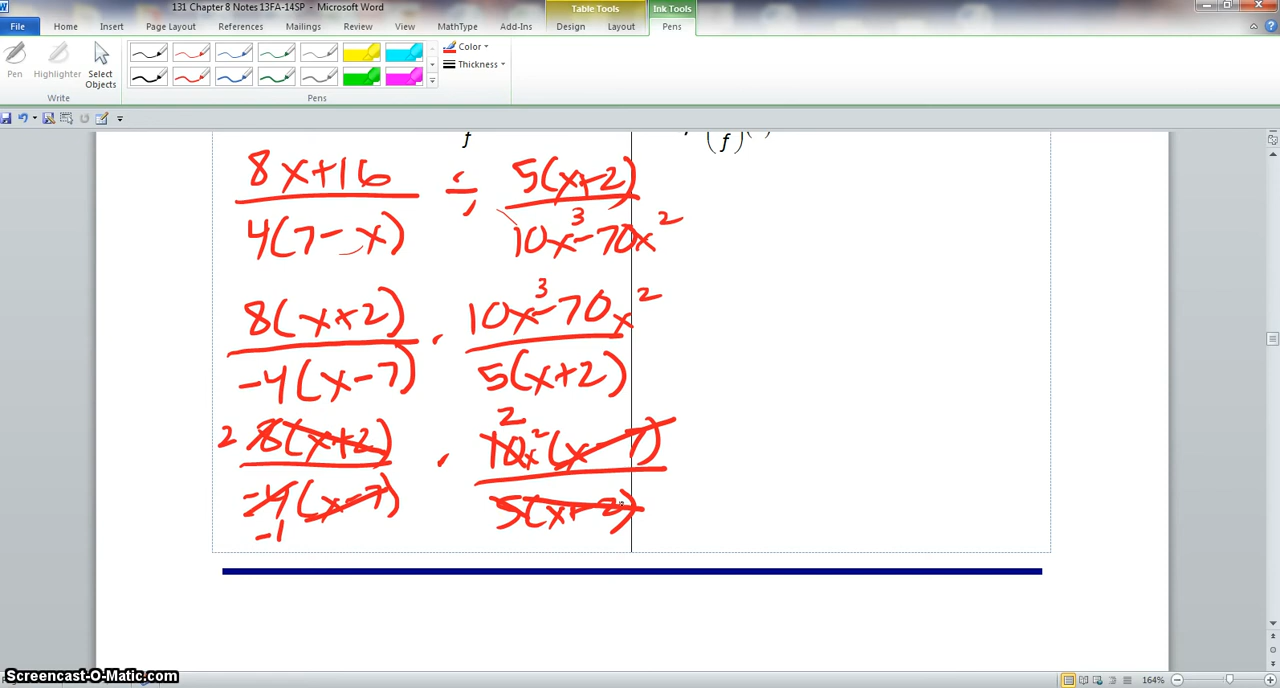 131 Chapter 8 Notes 13FA-14SP - Microsoft Word
Table Tools
Ink Tools
File Home Insert Page Layout References Mailings Review View MathType Add-Ins Design Layout Pens
Pen
Highlighter
Select Objects
Color
Thickness
Write
Pens
f
(f)
8x+16 ÷ 5(x+2)
4(7-x) 10x³-70x²
8(x+2) · 10x³-70x²
-4(x-7) 5(x+2)
2 2
8(x+2) · 10x²(x-7)
-4(x-7) 5(x+2)
-1
Screencast-O-Matic.com
164%